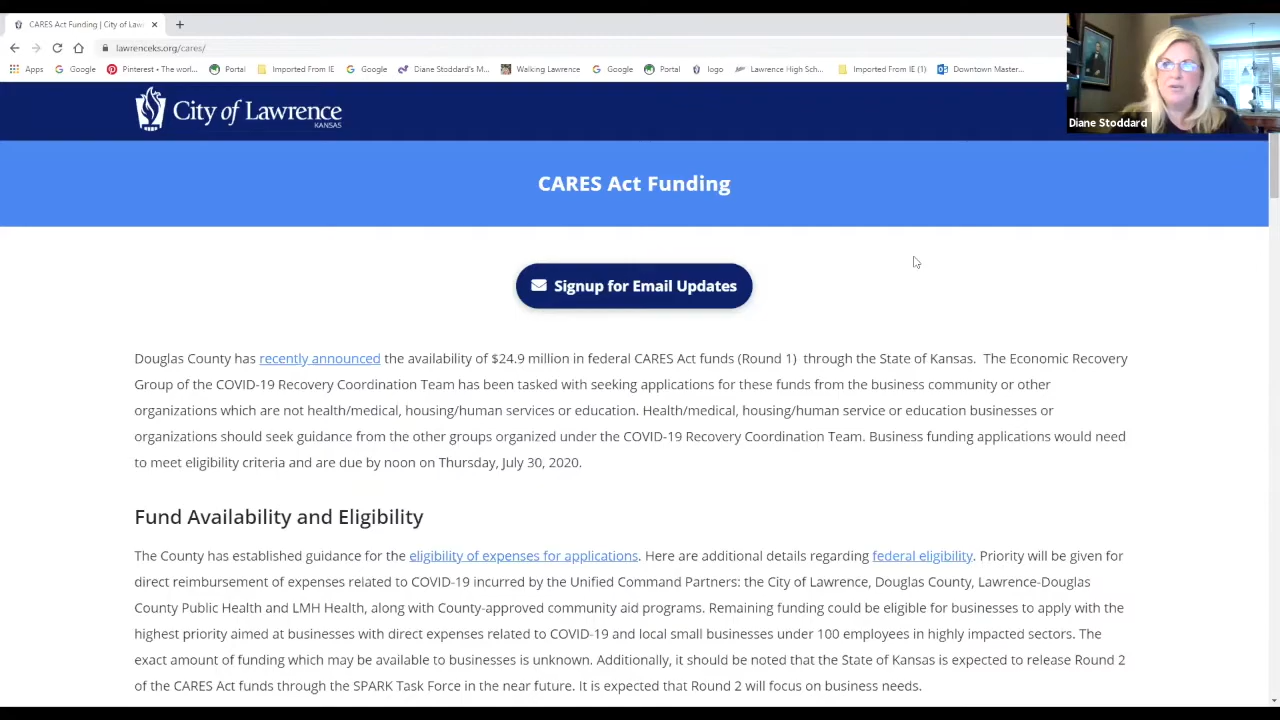 CARES Act Funding | City of Law
lawrenceks.org/cares/
Apps Google Pinterest • The worl... Portal Imported From IE Google Diane Stoddard's M... Walking Lawrence Google Portal logo Lawrence High Sch... Imported From IE (1) Downtown Master...
Diane Stoddard
City of Lawrence
KANSAS
CARES Act Funding
Signup for Email Updates
Douglas County has recently announced the availability of $24.9 million in federal CARES Act funds (Round 1) through the State of Kansas. The Economic Recovery
Group of the COVID-19 Recovery Coordination Team has been tasked with seeking applications for these funds from the business community or other
organizations which are not health/medical, housing/human services or education. Health/medical, housing/human service or education businesses or
organizations should seek guidance from the other groups organized under the COVID-19 Recovery Coordination Team. Business funding applications would need
to meet eligibility criteria and are due by noon on Thursday, July 30, 2020.
Fund Availability and Eligibility
The County has established guidance for the eligibility of expenses for applications. Here are additional details regarding federal eligibility. Priority will be given for
direct reimbursement of expenses related to COVID-19 incurred by the Unified Command Partners: the City of Lawrence, Douglas County, Lawrence-Douglas
County Public Health and LMH Health, along with County-approved community aid programs. Remaining funding could be eligible for businesses to apply with the
highest priority aimed at businesses with direct expenses related to COVID-19 and local small businesses under 100 employees in highly impacted sectors. The
exact amount of funding which may be available to businesses is unknown. Additionally, it should be noted that the State of Kansas is expected to release Round 2
of the CARES Act funds through the SPARK Task Force in the near future. It is expected that Round 2 will focus on business needs.